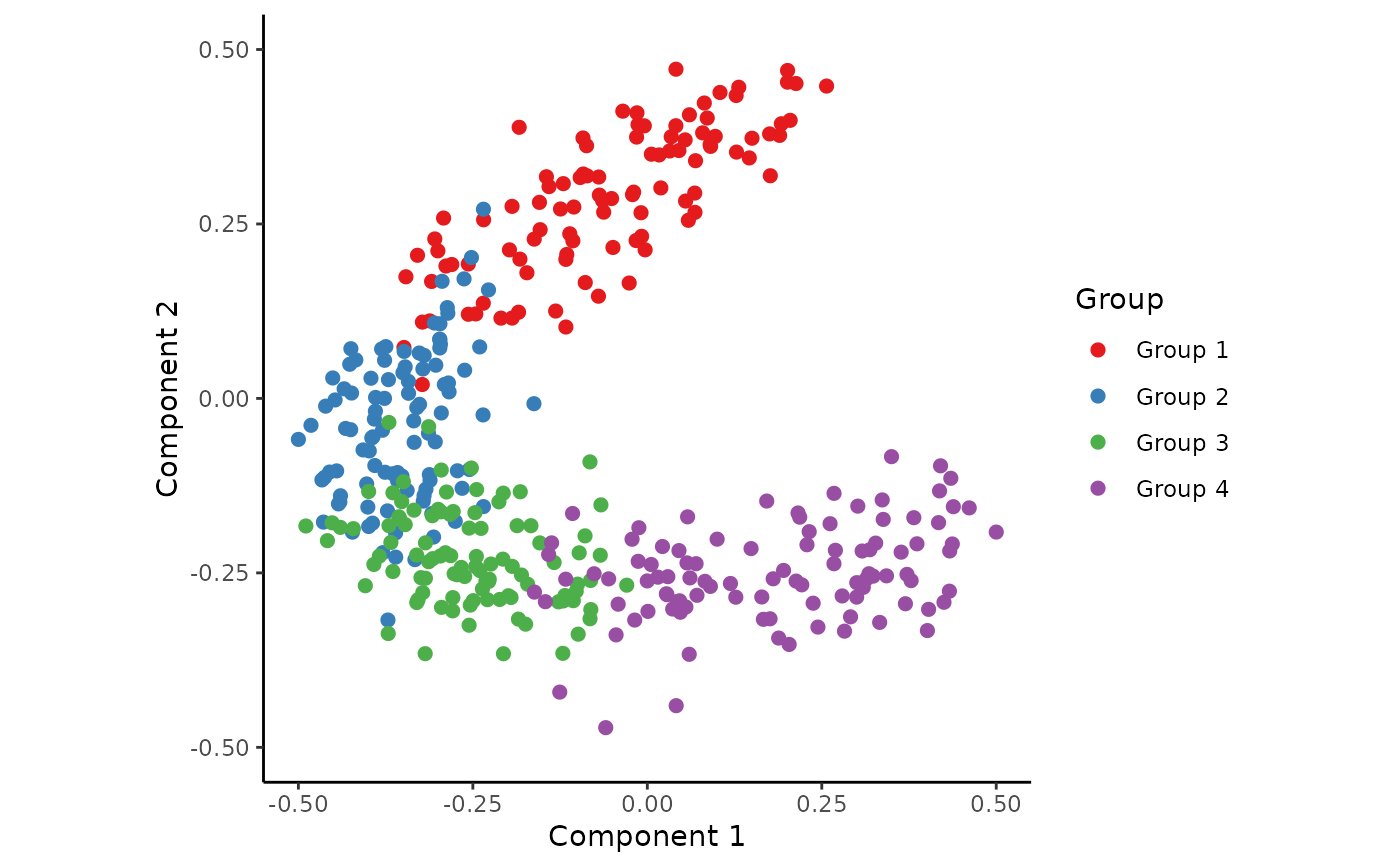 0.50
0.25
0.00
-0.25
-0.50
Component 2
-0.50 -0.25 0.00 0.25 0.50
Component 1
Group
Group 1
Group 2
Group 3
Group 4